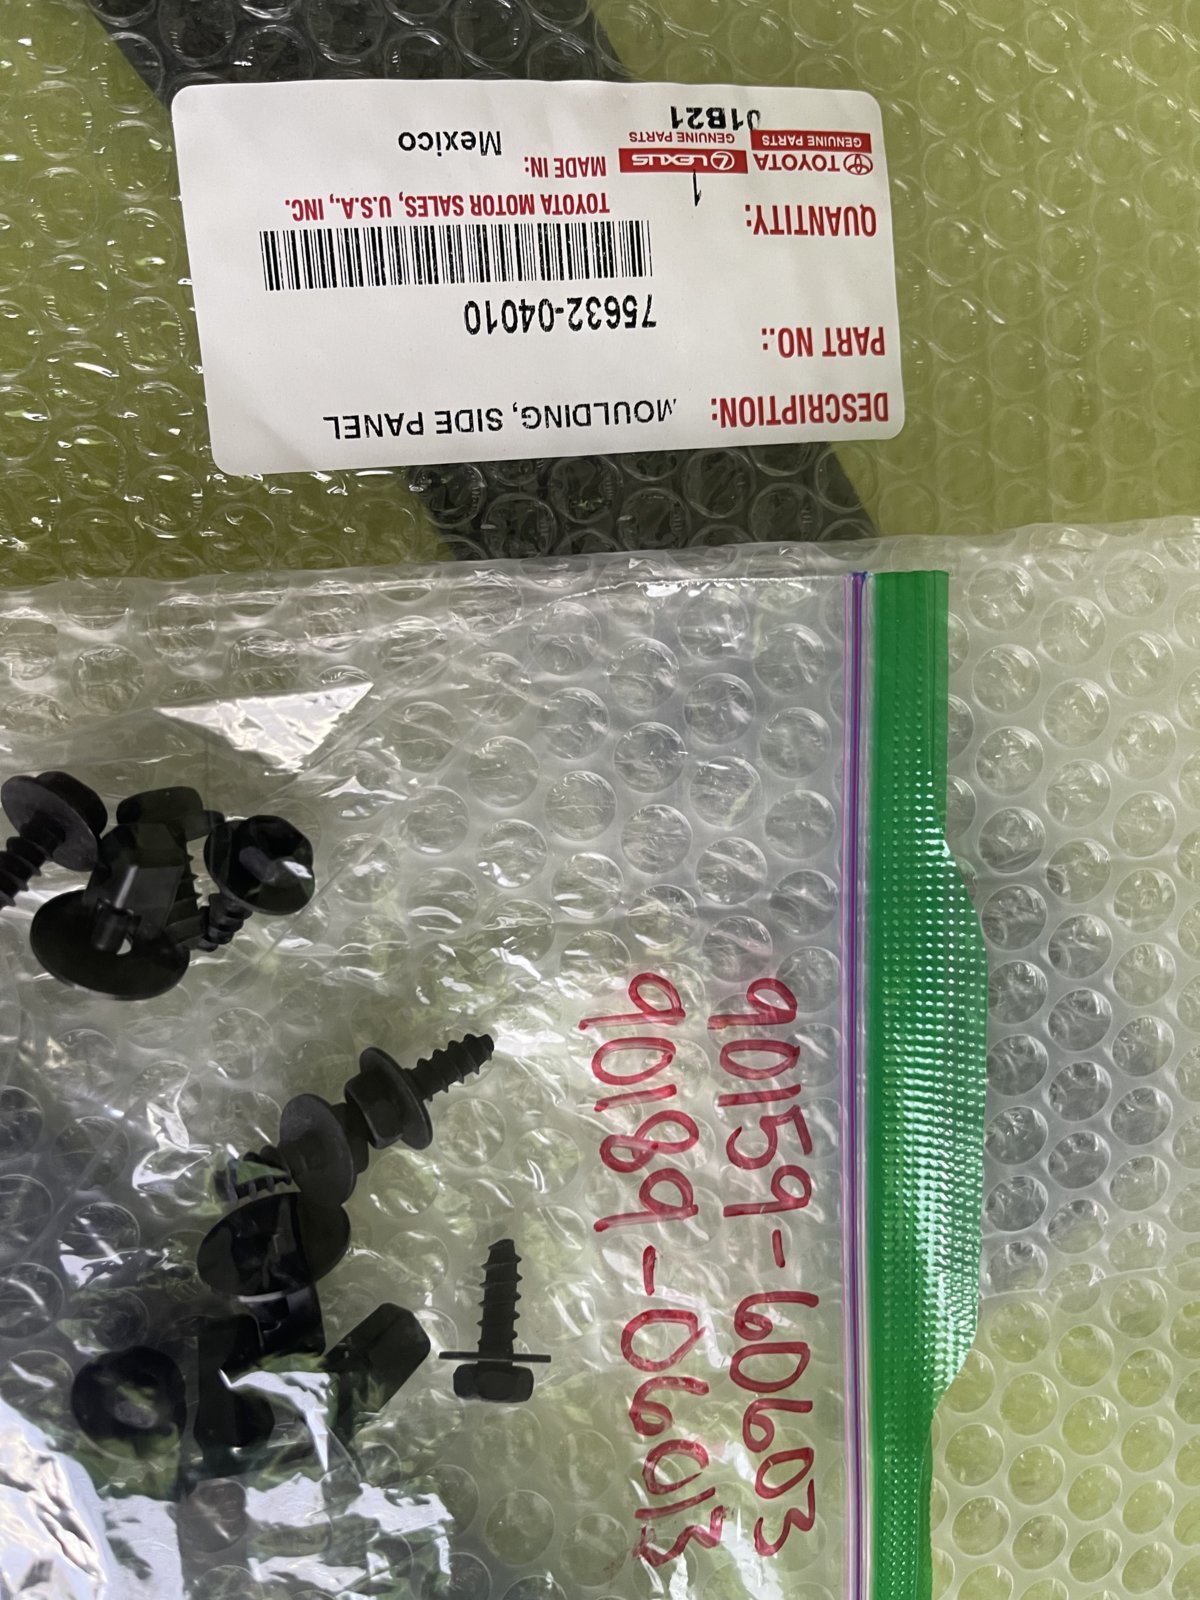 DESCRIPTION: MOULDING, SIDE PANEL
PART NO.:
75632-04010
QUANTITY: 1
TOYOTA MOTOR SALES, U.S.A., INC.
TOYOTA
GENUINE PARTS
LEXUS
GENUINE PARTS
MADE IN: Mexico
01B21
90159-60603
90189-06013